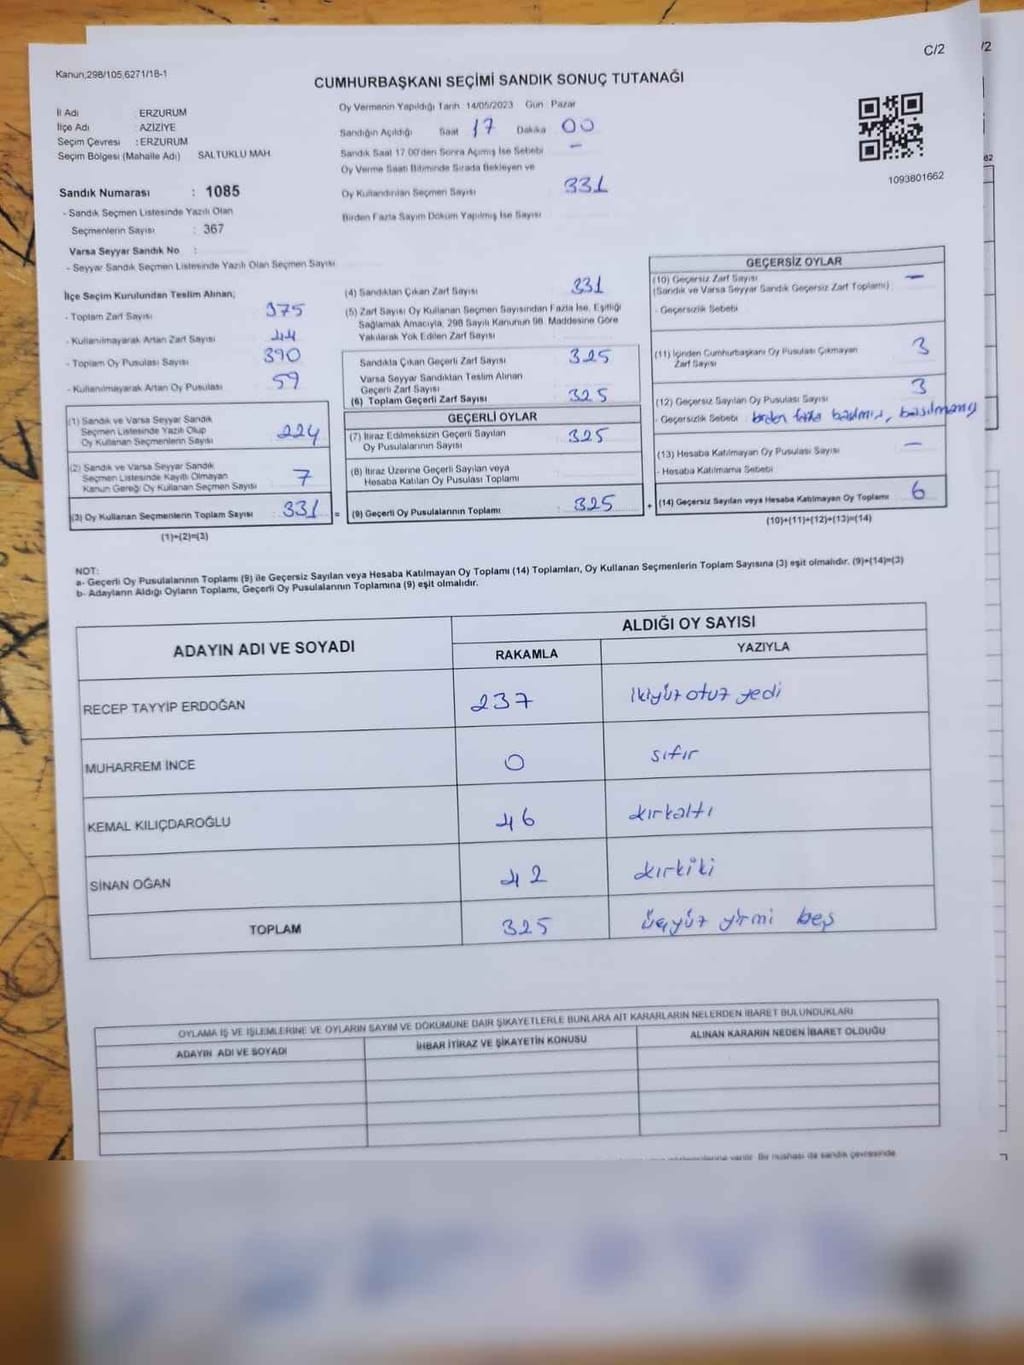 C/2
/2
Kanun,298/105,6271/18-1
CUMHURBAŞKANI SEÇİMİ SANDIK SONUÇ TUTANAĞI
İl Adı ERZURUM
İlçe Adı AZİZİYE
Seçim Çevresi : ERZURUM
Seçim Bölgesi (Mahalle Adı) SALTUKLU MAH
Sandık Numarası : 1085
- Sandık Seçmen Listesinde Yazılı Olan
Seçmenlerin Sayısı : 367
Varsa Seyyar Sandık No :
- Seyyar Sandık Seçmen Listesinde Yazılı Olan Seçmen Sayısı
Oy Vermenin Yapıldığı Tarih 14/05/2023 Gün Pazar
Sandığın Açıldığı Saat 17 Dakika 00
Sandık Saat 17.00'den Sonra Açılmış İse Sebebi -
Oy Verme Saati Bitiminde Sırada Bekleyen ve
Oy Kullandırılan Seçmen Sayısı 331
Birden Fazla Sayım Döküm Yapılmış İse Sayısı
1093801662
İlçe Seçim Kurulundan Teslim Alınan;
- Toplam Zarf Sayısı 375
- Kullanılmayarak Artan Zarf Sayısı 44
- Toplam Oy Pusulası Sayısı 390
- Kullanılmayarak Artan Oy Pusulası 59
(1) Sandık ve Varsa Seyyar Sandık
Seçmen Listesinde Yazılı Olup
Oy Kullanan Seçmenlerin Sayısı 224
(2) Sandık ve Varsa Seyyar Sandık
Seçmen Listesinde Kayıtlı Olmayan
Kanun Gereği Oy Kullanan Seçmen Sayısı 7
(3) Oy Kullanan Seçmenlerin Toplam Sayısı 331 =
(1)+(2)=(3)
(4) Sandıktan Çıkan Zarf Sayısı 331
(5) Zarf Sayısı Oy Kullanan Seçmen Sayısından Fazla İse, Eşitliği
Sağlamak Amacıyla, 298 Sayılı Kanunun 98. Maddesine Göre
Yakılarak Yok Edilen Zarf Sayısı
Sandıkta Çıkan Geçerli Zarf Sayısı 325
Varsa Seyyar Sandıktan Teslim Alınan
Geçerli Zarf Sayısı
(6) Toplam Geçerli Zarf Sayısı 325
GEÇERLİ OYLAR
(7) İtiraz Edilmeksizin Geçerli Sayılan
Oy Pusulalarının Sayısı 325
(8) İtiraz Üzerine Geçerli Sayılan veya
Hesaba Katılan Oy Pusulası Toplamı
(9) Geçerli Oy Pusulalarının Toplamı 325 +
GEÇERSİZ OYLAR
(10) Geçersiz Zarf Sayısı -
(Sandık ve Varsa Seyyar Sandık Geçersiz Zarf Toplamı)
- Geçersizlik Sebebi
(11) İçinden Cumhurbaşkanı Oy Pusulası Çıkmayan
Zarf Sayısı 3
(12) Geçersiz Sayılan Oy Pusulası Sayısı 3
- Geçersizlik Sebebi birden fazla basılmış, basılmamış
(13) Hesaba Katılmayan Oy Pusulası Sayısı -
- Hesaba Katılmama Sebebi
(14) Geçersiz Sayılan veya Hesaba Katılmayan Oy Toplamı 6
(10)+(11)+(12)+(13)=(14)
NOT:
a- Geçerli Oy Pusulalarının Toplamı (9) ile Geçersiz Sayılan veya Hesaba Katılmayan Oy Toplamı (14) Toplamları, Oy Kullanan Seçmenlerin Toplam Sayısına (3) eşit olmalıdır. (9)+(14)=(3)
b- Adayların Aldığı Oyların Toplamı, Geçerli Oy Pusulalarının Toplamına (9) eşit olmalıdır.
ADAYIN ADI VE SOYADI ALDIĞI OY SAYISI
RAKAMLA YAZIYLA
RECEP TAYYİP ERDOĞAN 237 ikiyüz otuz yedi
MUHARREM İNCE 0 sıfır
KEMAL KILIÇDAROĞLU 46 kırkaltı
SİNAN OĞAN 42 kırkiki
TOPLAM 325 üçyüz yirmi beş
OYLAMA İŞ VE İŞLEMLERİNE VE OYLARIN SAYIM VE DÖKÜMÜNE DAİR ŞİKAYETLERLE BUNLARA AİT KARARLARIN NELERDEN İBARET BULUNDUKLARI
ADAYIN ADI VE SOYADI İHBAR İTİRAZ VE ŞİKAYETİN KONUSU ALINAN KARARIN NEDEN İBARET OLDUĞU
verilir. Bir nüshası da sandık çevresinde